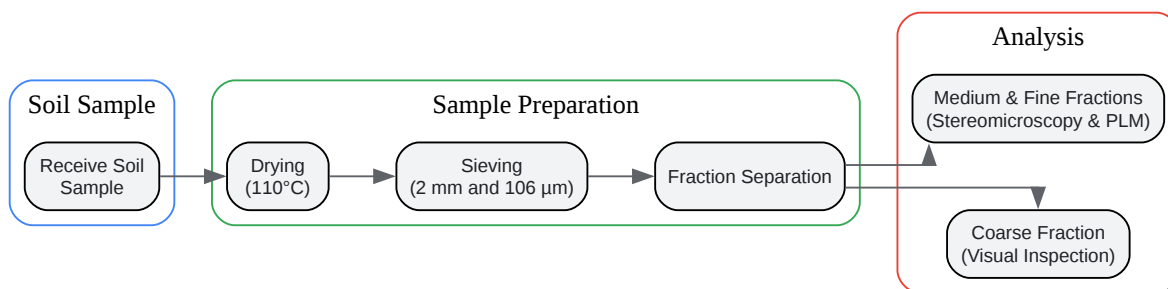 Soil Sample
Receive Soil
Sample
Sample Preparation
Drying
(110°C)
Sieving
(2 mm and 106 µm)
Fraction Separation
Analysis
Medium & Fine Fractions
(Stereomicroscopy & PLM)
Coarse Fraction
(Visual Inspection)